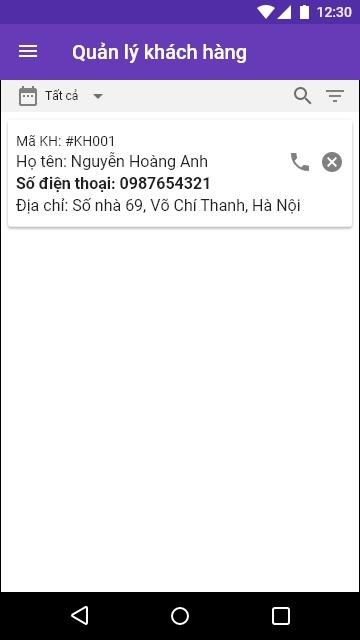 12:30
Quản lý khách hàng
Tất cả
Mã KH: #KH001
Họ tên: Nguyễn Hoàng Anh
Số điện thoại: 0987654321
Địa chỉ: Số nhà 69, Võ Chí Thanh, Hà Nội